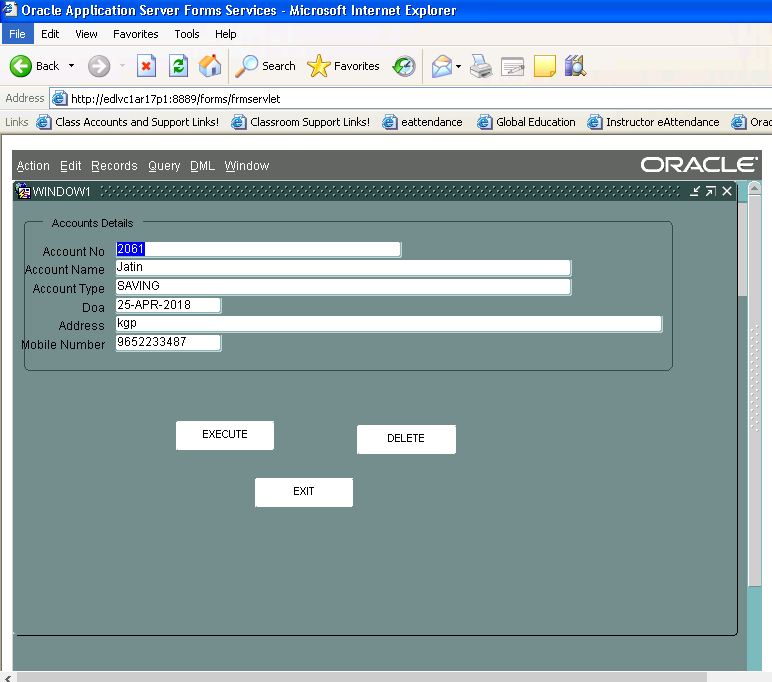 Oracle Application Server Forms Services - Microsoft Internet Explorer
File Edit View Favorites Tools Help
Back Search Favorites
Address http://edlvc1ar17p1:8889/forms/frmservlet
Links Class Accounts and Support Links! Classroom Support Links! eattendance Global Education Instructor eAttendance Orac
Action Edit Records Query DML Window ORACLE
WINDOW1
Accounts Details
Account No 2061
Account Name Jatin
Account Type SAVING
Doa 25-APR-2018
Address kgp
Mobile Number 9652233487
EXECUTE DELETE
EXIT